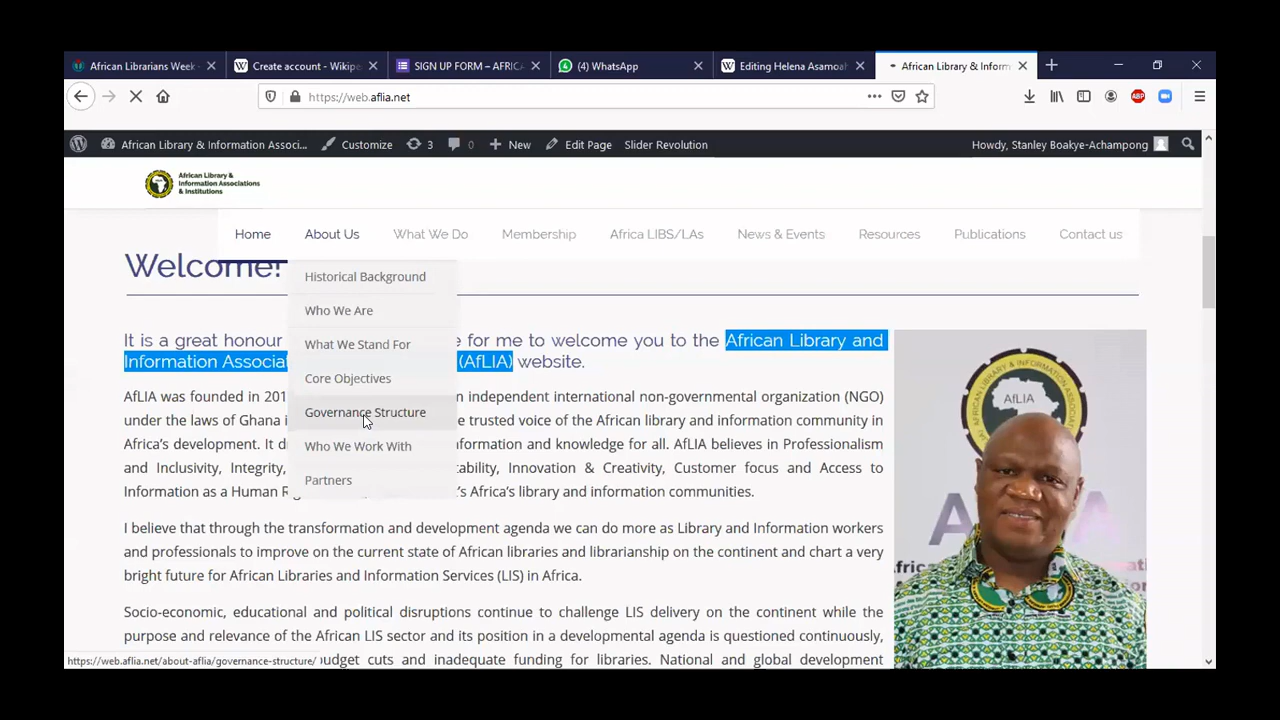 African Librarians Week -
Create account - Wikipe
SIGN UP FORM – AFRICA
(4) WhatsApp
Editing Helena Asamoah
African Library & Inform
https://web.aflia.net
African Library & Information Associ...
Customize
3
0
New
Edit Page
Slider Revolution
Howdy, Stanley Boakye-Achampong
African Library &
Information Associations
& Institutions
Home
About Us
What We Do
Membership
Africa LIBS/LAs
News & Events
Resources
Publications
Contact us
Historical Background
Who We Are
What We Stand For
Core Objectives
Governance Structure
Who We Work With
Partners
Welcome!
It is a great honour e for me to welcome you to the African Library and
Information Associa (AfLIA) website.
AfLIA was founded in 201 n independent international non-governmental organization (NGO)
under the laws of Ghana i e trusted voice of the African library and information community in
Africa's development. It d nformation and knowledge for all. AfLIA believes in Professionalism
and Inclusivity, Integrity, tability, Innovation & Creativity, Customer focus and Access to
Information as a Human R 's Africa's library and information communities.
I believe that through the transformation and development agenda we can do more as Library and Information workers
and professionals to improve on the current state of African libraries and librarianship on the continent and chart a very
bright future for African Libraries and Information Services (LIS) in Africa.
Socio-economic, educational and political disruptions continue to challenge LIS delivery on the continent while the
purpose and relevance of the African LIS sector and its position in a developmental agenda is questioned continuously,
udget cuts and inadequate funding for libraries. National and global development
https://web.aflia.net/about-aflia/governance-structure/
AfLIA